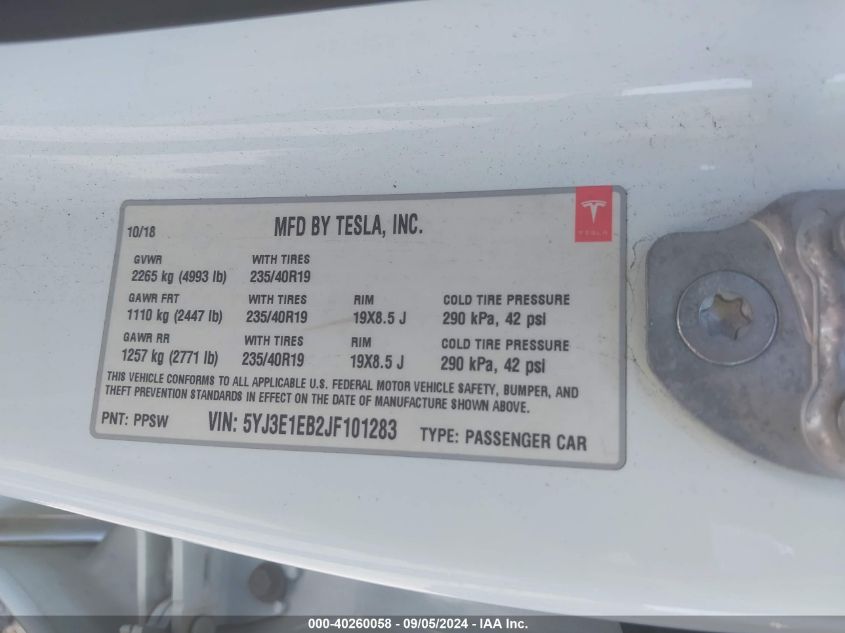 10/18 MFD BY TESLA, INC.
TESLA
GVWR WITH TIRES
2265 kg (4993 lb) 235/40R19
GAWR FRT WITH TIRES RIM COLD TIRE PRESSURE
1110 kg (2447 lb) 235/40R19 19X8.5 J 290 kPa, 42 psi
GAWR RR WITH TIRES RIM COLD TIRE PRESSURE
1257 kg (2771 lb) 235/40R19 19X8.5 J 290 kPa, 42 psi
THIS VEHICLE CONFORMS TO ALL APPLICABLE U.S. FEDERAL MOTOR VEHICLE SAFETY, BUMPER, AND
THEFT PREVENTION STANDARDS IN EFFECT ON THE DATE OF MANUFACTURE SHOWN ABOVE.
PNT: PPSW VIN: 5YJ3E1EB2JF101283 TYPE: PASSENGER CAR
000-40260058 - 09/05/2024 - IAAI, Inc.